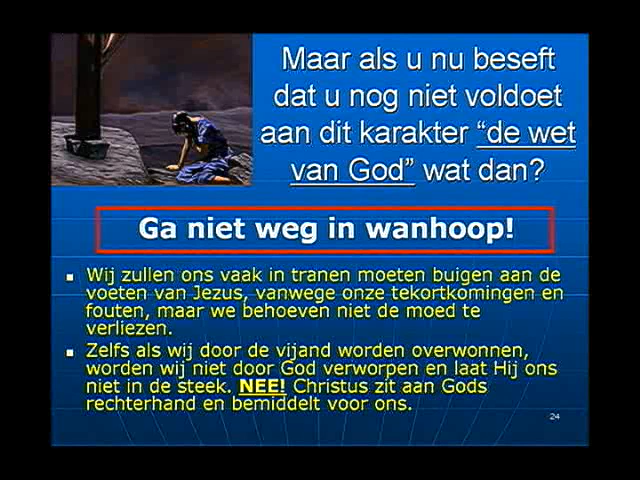 Maar als u nu beseft
dat u nog niet voldoet
aan dit karakter “de wet
van God” wat dan?
Ga niet weg in wanhoop!
Wij zullen ons vaak in tranen moeten buigen aan de
voeten van Jezus, vanwege onze tekortkomingen en
fouten, maar we behoeven niet de moed te
verliezen.
Zelfs als wij door de vijand worden overwonnen,
worden wij niet door God verworpen en laat Hij ons
niet in de steek. NEE! Christus zit aan Gods
rechterhand en bemiddelt voor ons.
24